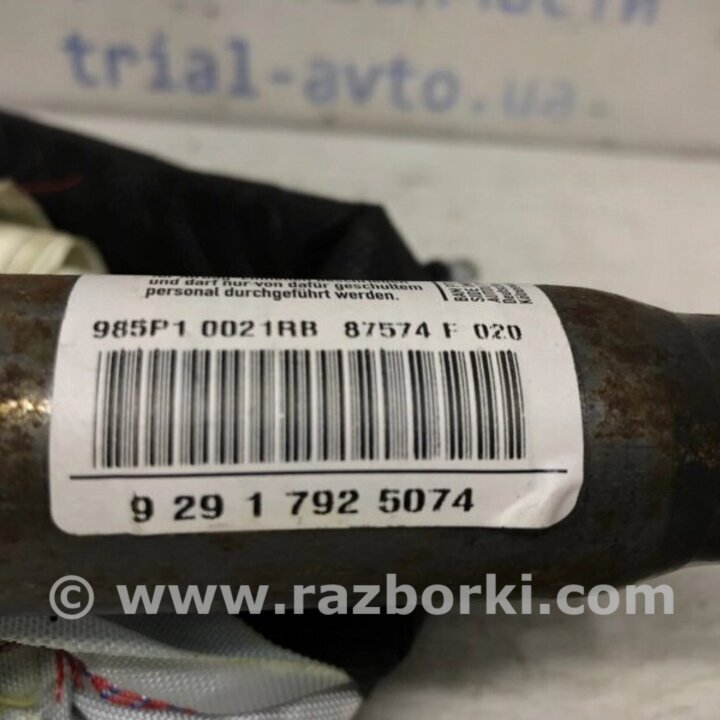 trial-avto.ua.
und darf nur von dafür geschultem
personal durchgeführt werden.
985P1 0021RB 87574 F 020
9 29 1 792 5074
© www.razborki.com